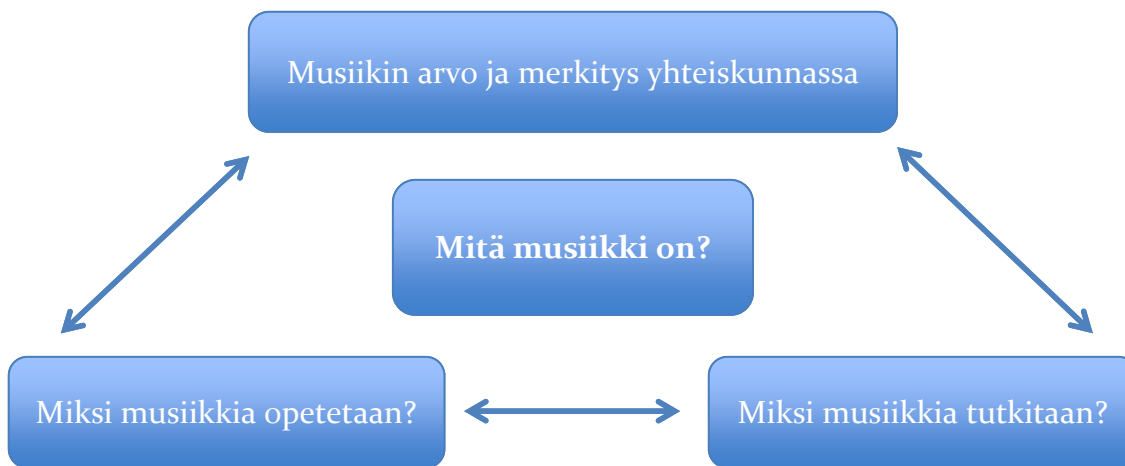 Musiikin arvo ja merkitys yhteiskunnassa
Mitä musiikki on?
Miksi musiikkia opetetaan?
Miksi musiikkia tutkitaan?